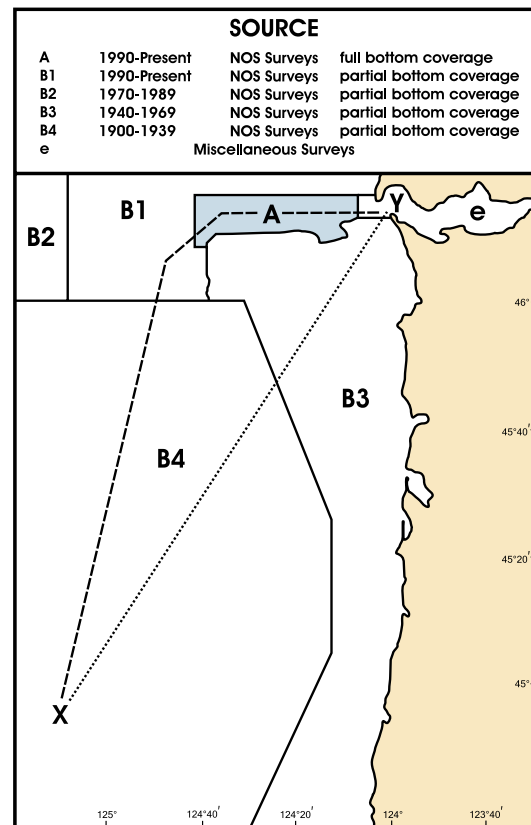 SOURCE
A 1990-Present NOS Surveys full bottom coverage
B1 1990-Present NOS Surveys partial bottom coverage
B2 1970-1989 NOS Surveys partial bottom coverage
B3 1940-1969 NOS Surveys partial bottom coverage
B4 1900-1939 NOS Surveys partial bottom coverage
e Miscellaneous Surveys
B1
A
Y
e
B2
46°
B3
45°40'
B4
45°20'
45°
X
125° 124°40' 124°20' 124° 123°40'